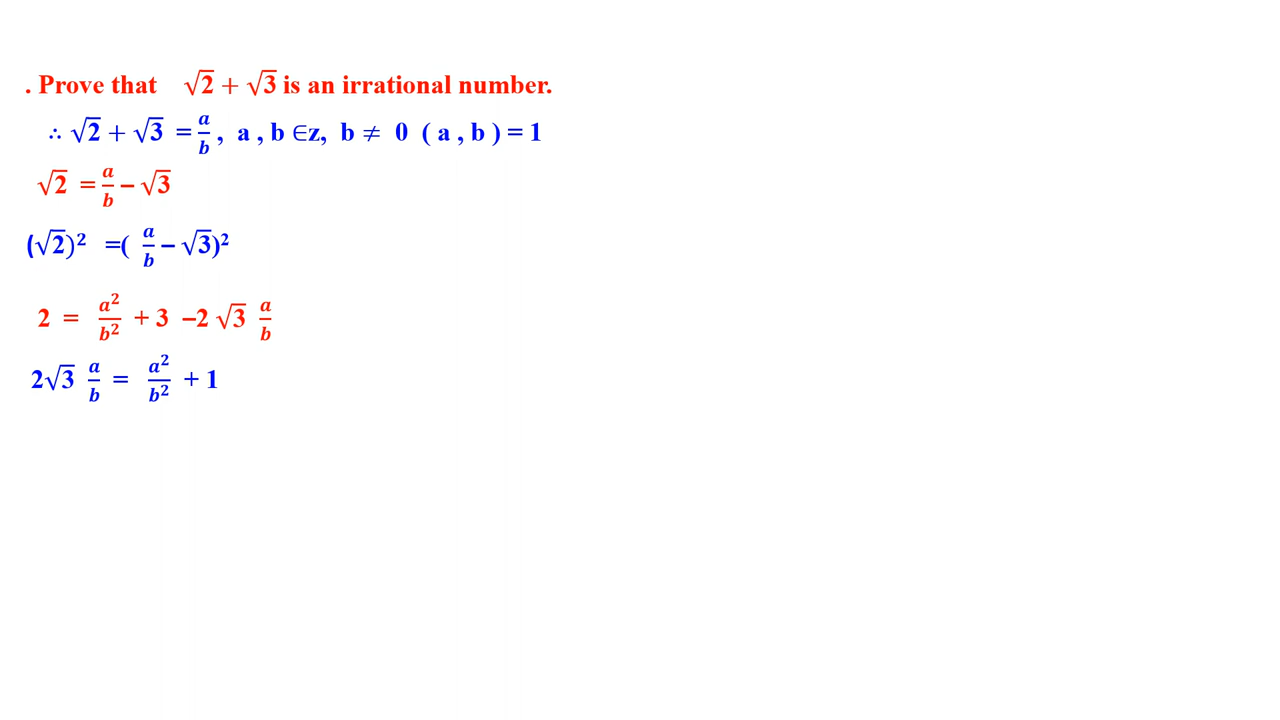 . Prove that √2 + √3 is an irrational number.
∴ √2 + √3 = a/b , a , b ∈z, b ≠ 0 ( a , b ) = 1
√2 = a/b – √3
(√2)² =( a/b – √3)²
2 = a²/b² + 3 –2 √3 a/b
2√3 a/b = a²/b² + 1